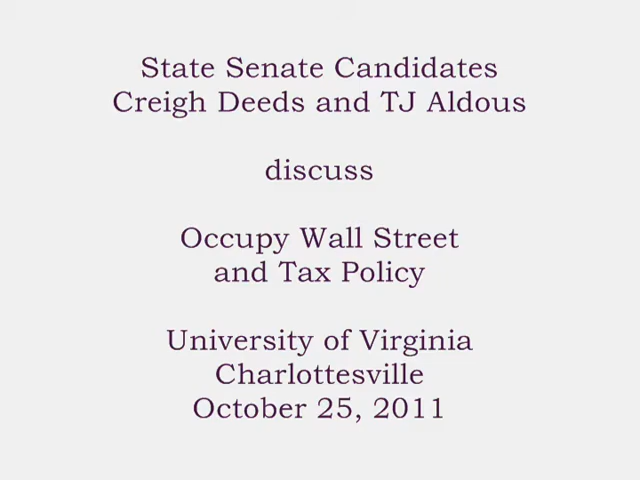 State Senate Candidates
Creigh Deeds and TJ Aldous
discuss
Occupy Wall Street
and Tax Policy
University of Virginia
Charlottesville
October 25, 2011